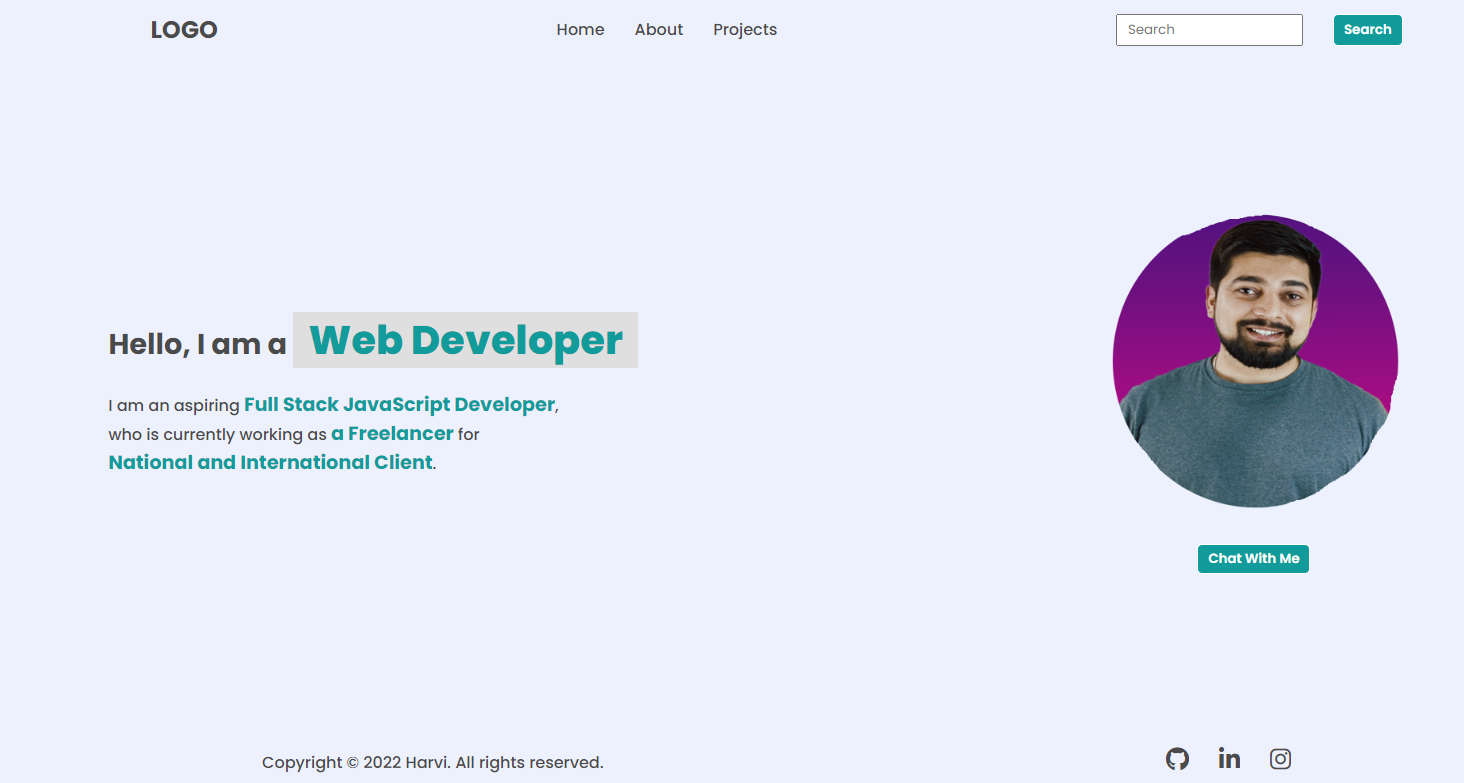 LOGO
Home About Projects
Search
Search
Hello, I am a Web Developer
I am an aspiring Full Stack JavaScript Developer,
who is currently working as a Freelancer for
National and International Client.
Chat With Me
Copyright © 2022 Harvi. All rights reserved.
in